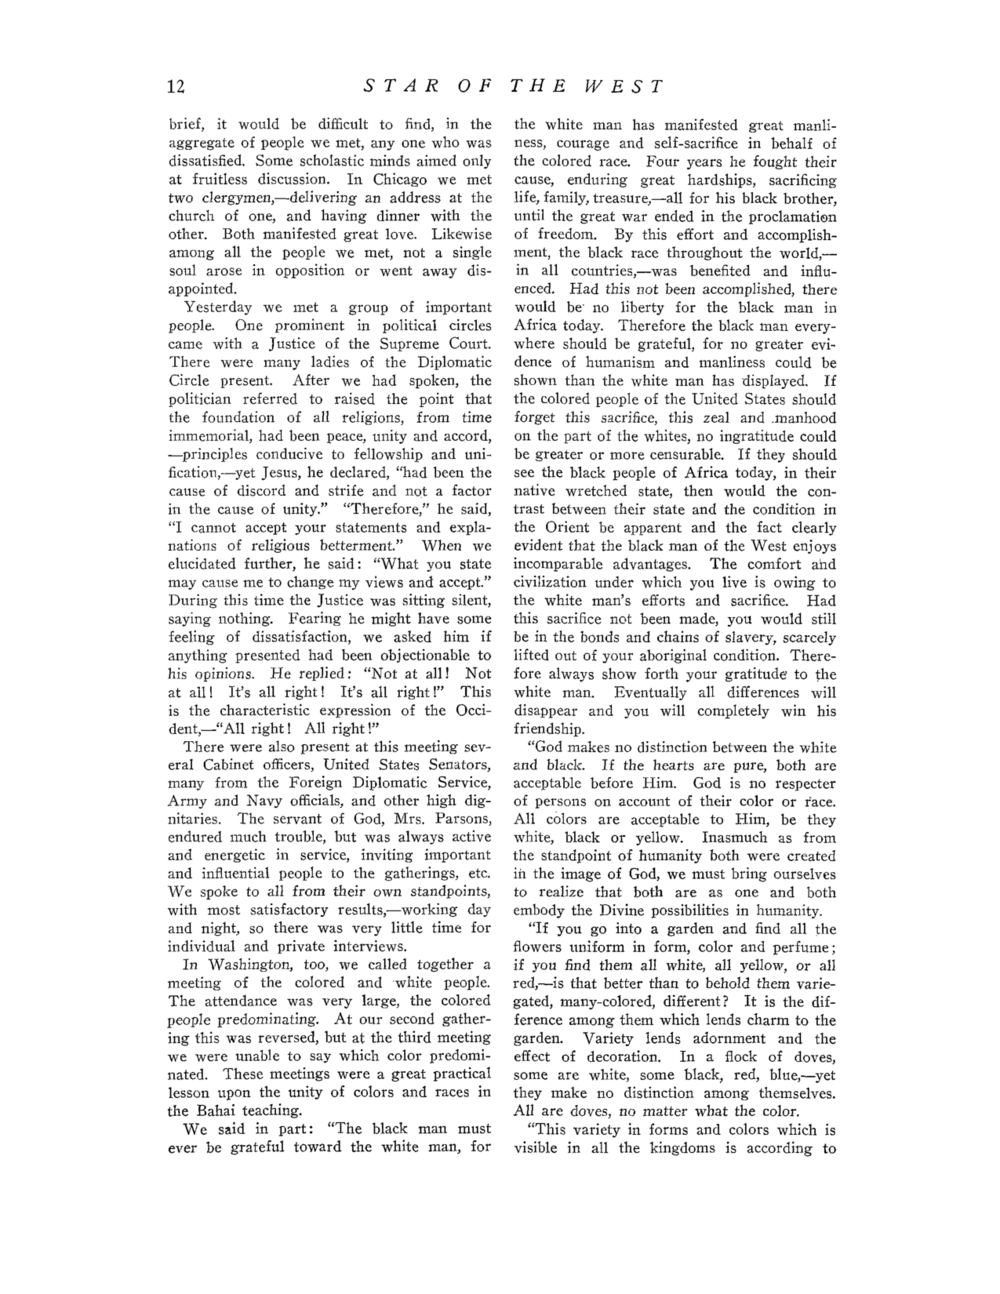 12
STAR OF THE WEST
brief, it would be difficult to find, in the
aggregate of people we met, any one who was
dissatisfied. Some scholastic minds aimed only
at fruitless discussion. In Chicago we met
two clergymen,—delivering an address at the
church of one, and having dinner with the
other. Both manifested great love. Likewise
among all the people we met, not a single
soul arose in opposition or went away dis-
appointed.
Yesterday we met a group of important
people. One prominent in political circles
came with a Justice of the Supreme Court.
There were many ladies of the Diplomatic
Circle present. After we had spoken, the
politician referred to raised the point that
the foundation of all religions, from time
immemorial, had been peace, unity and accord,
—principles conducive to fellowship and uni-
fication,—yet Jesus, he declared, “had been the
cause of discord and strife and not a factor
in the cause of unity.” “Therefore,” he said,
“I cannot accept your statements and expla-
nations of religious betterment.” When we
elucidated further, he said: “What you state
may cause me to change my views and accept.”
During this time the Justice was sitting silent,
saying nothing. Fearing he might have some
feeling of dissatisfaction, we asked him if
anything presented had been objectionable to
his opinions. He replied: “Not at all! Not
at all! It’s all right! It’s all right!” This
is the characteristic expression of the Occi-
dent,—“All right! All right!”
There were also present at this meeting sev-
eral Cabinet officers, United States Senators,
many from the Foreign Diplomatic Service,
Army and Navy officials, and other high dig-
nitaries. The servant of God, Mrs. Parsons,
endured much trouble, but was always active
and energetic in service, inviting important
and influential people to the gatherings, etc.
We spoke to all from their own standpoints,
with most satisfactory results,—working day
and night, so there was very little time for
individual and private interviews.
In Washington, too, we called together a
meeting of the colored and white people.
The attendance was very large, the colored
people predominating. At our second gather-
ing this was reversed, but at the third meeting
we were unable to say which color predomi-
nated. These meetings were a great practical
lesson upon the unity of colors and races in
the Bahai teaching.
We said in part: “The black man must
ever be grateful toward the white man, for
the white man has manifested great manli-
ness, courage and self-sacrifice in behalf of
the colored race. Four years he fought their
cause, enduring great hardships, sacrificing
life, family, treasure,—all for his black brother,
until the great war ended in the proclamation
of freedom. By this effort and accomplish-
ment, the black race throughout the world,—
in all countries,—was benefited and influ-
enced. Had this not been accomplished, there
would be no liberty for the black man in
Africa today. Therefore the black man every-
where should be grateful, for no greater evi-
dence of humanism and manliness could be
shown than the white man has displayed. If
the colored people of the United States should
forget this sacrifice, this zeal and manhood
on the part of the whites, no ingratitude could
be greater or more censurable. If they should
see the black people of Africa today, in their
native wretched state, then would the con-
trast between their state and the condition in
the Orient be apparent and the fact clearly
evident that the black man of the West enjoys
incomparable advantages. The comfort and
civilization under which you live is owing to
the white man’s efforts and sacrifice. Had
this sacrifice not been made, you would still
be in the bonds and chains of slavery, scarcely
lifted out of your aboriginal condition. There-
fore always show forth your gratitude to the
white man. Eventually all differences will
disappear and you will completely win his
friendship.
“God makes no distinction between the white
and black. If the hearts are pure, both are
acceptable before Him. God is no respecter
of persons on account of their color or race.
All colors are acceptable to Him, be they
white, black or yellow. Inasmuch as from
the standpoint of humanity both were created
in the image of God, we must bring ourselves
to realize that both are as one and both
embody the Divine possibilities in humanity.
“If you go into a garden and find all the
flowers uniform in form, color and perfume;
if you find them all white, all yellow, or all
red,—is that better than to behold them varie-
gated, many-colored, different? It is the dif-
ference among them which lends charm to the
garden. Variety lends adornment and the
effect of decoration. In a flock of doves,
some are white, some black, red, blue,—yet
they make no distinction among themselves.
All are doves, no matter what the color.
“This variety in forms and colors which is
visible in all the kingdoms is according to